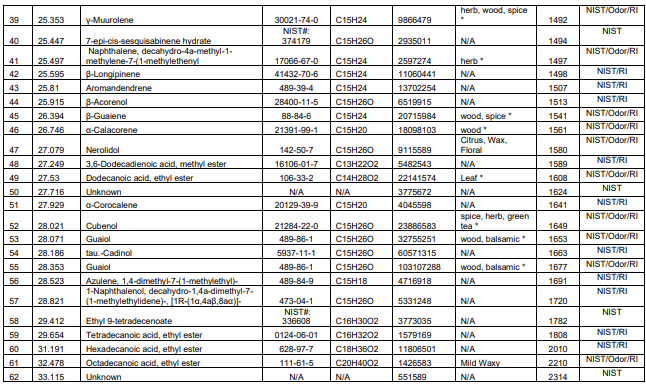 39 25.353 γ-Muurolene 30021-74-0 C15H24 9866479 herb, wood, spice * 1492 NIST/Odor/RI
40 25.447 7-epi-cis-sesquisabinene hydrate NIST#: 374179 C15H26O 2935011 N/A 1494 NIST
41 25.497 Naphthalene, decahydro-4a-methyl-1-methylene-7-(1-methylethenyl 17066-67-0 C15H24 2597274 herb * 1497 NIST/Odor/RI
42 25.595 β-Longipinene 41432-70-6 C15H24 11060441 N/A 1498 NIST/RI
43 25.81 Aromandendrene 489-39-4 C15H24 13702254 N/A 1507 NIST/RI
44 25.915 β-Acorenol 28400-11-5 C15H26O 6519915 N/A 1513 NIST/RI
45 26.394 β-Guaiene 88-84-6 C15H24 20715984 wood, spice * 1541 NIST/Odor/RI
46 26.746 α-Calacorene 21391-99-1 C15H20 18098103 wood * 1561 NIST/Odor/RI
47 27.079 Nerolidol 142-50-7 C15H26O 9115589 Citrus, Wax, Floral 1580 NIST/Odor/RI
48 27.249 3,6-Dodecadienoic acid, methyl ester 16106-01-7 C13H22O2 5482543 N/A 1589 NIST/RI
49 27.53 Dodecanoic acid, ethyl ester 106-33-2 C14H28O2 22141574 Leaf * 1608 NIST/Odor/RI
50 27.716 Unknown N/A N/A 3775672 N/A 1624 NIST
51 27.929 α-Corocalene 20129-39-9 C15H20 4045598 N/A 1641 NIST/RI
52 28.021 Cubenol 21284-22-0 C15H26O 23886583 spice, herb, green tea * 1649 NIST/Odor/RI
53 28.071 Guaiol 489-86-1 C15H26O 32755251 wood, balsamic * 1653 NIST/Odor/RI
54 28.186 tau.-Cadinol 5937-11-1 C15H26O 60571315 N/A 1663 NIST/RI
55 28.353 Guaiol 489-86-1 C15H26O 103107288 wood, balsamic * 1677 NIST/Odor/RI
56 28.523 Azulene, 1,4-dimethyl-7-(1-methylethyl)- 489-84-9 C15H18 4716918 N/A 1691 NIST/RI
57 28.821 1-Naphthalenol, decahydro-1,4a-dimethyl-7-(1-methylethylidene)-, [1R-(1α,4aβ,8aα)]- 473-04-1 C15H26O 5331248 N/A 1720 NIST/RI
58 29.412 Ethyl 9-tetradecenoate NIST#: 336608 C16H30O2 3773035 N/A 1782 NIST
59 29.654 Tetradecanoic acid, ethyl ester 0124-06-01 C16H32O2 1579169 N/A 1808 NIST/RI
60 31.191 Hexadecanoic acid, ethyl ester 628-97-7 C18H36O2 11806501 N/A 2010 NIST/RI
61 32.478 Octadecanoic acid, ethyl ester 111-61-5 C20H40O2 1426583 Mild Waxy 2210 NIST/Odor/RI
62 33.115 Unknown N/A N/A 551589 N/A 2314 NIST